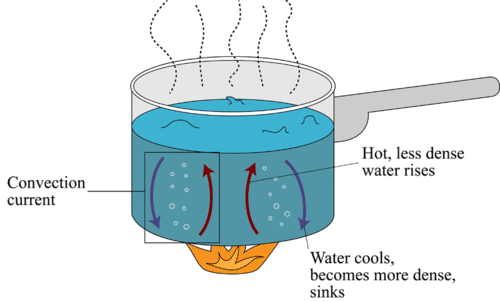 Hot, less dense
water rises
Convection
current
Water cools,
becomes more dense,
sinks